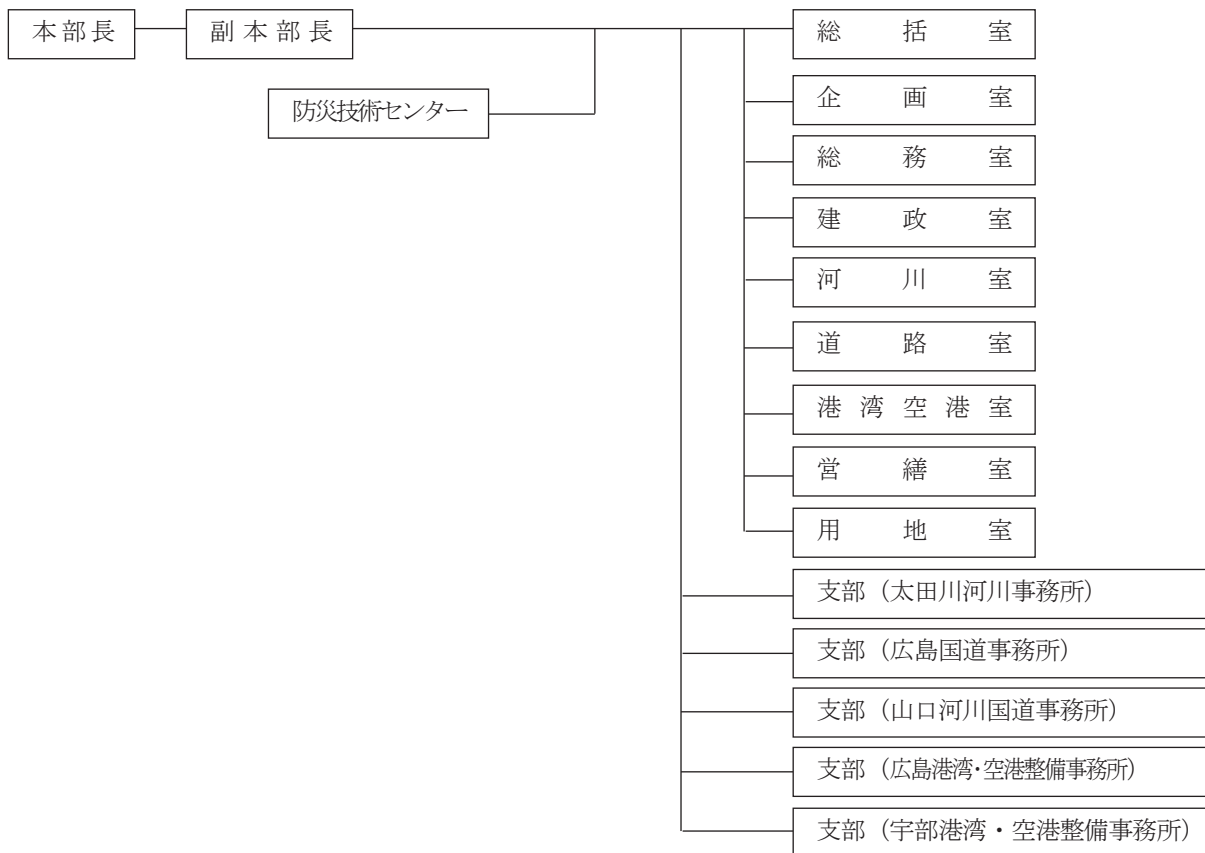 本部長
副本部長
防災技術センター
総括室
企画室
総務室
建政室
河川室
道路室
港湾空港室
営繕室
用地室
支部（太田川河川事務所）
支部（広島国道事務所）
支部（山口河川国道事務所）
支部（広島港湾・空港整備事務所）
支部（宇部港湾・空港整備事務所）